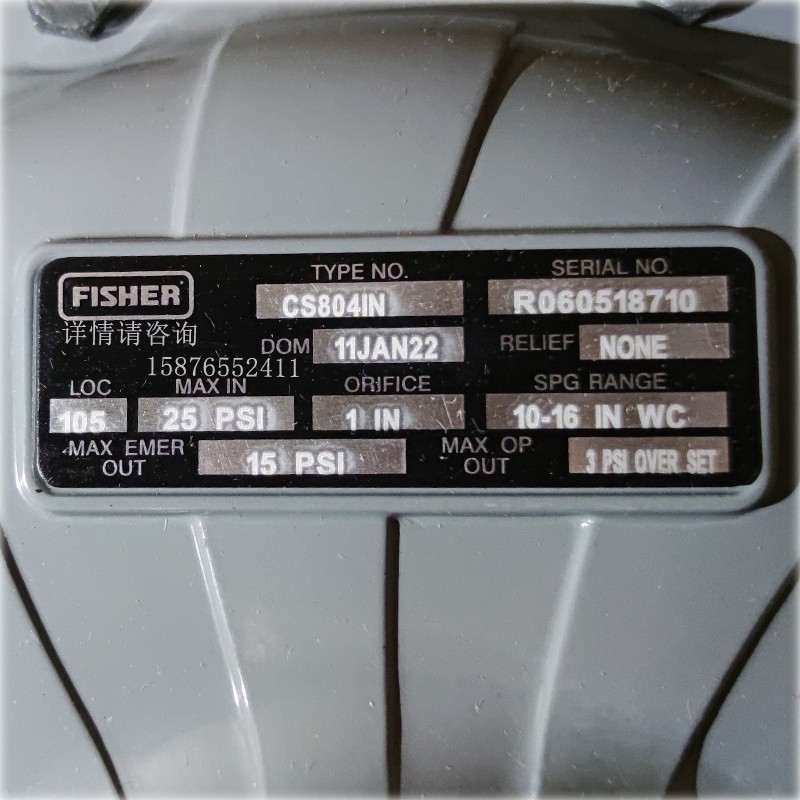 TYPE NO. SERIAL NO.
FISHER CS804IN R060518710
详情请咨询 DOM 11JAN22 RELIEF NONE
15876552411
LOC MAX IN ORIFICE SPG RANGE
105 25 PSI 1 IN 10-16 IN WC
MAX EMER OUT 15 PSI MAX OP OUT 3 PSI OVER SET